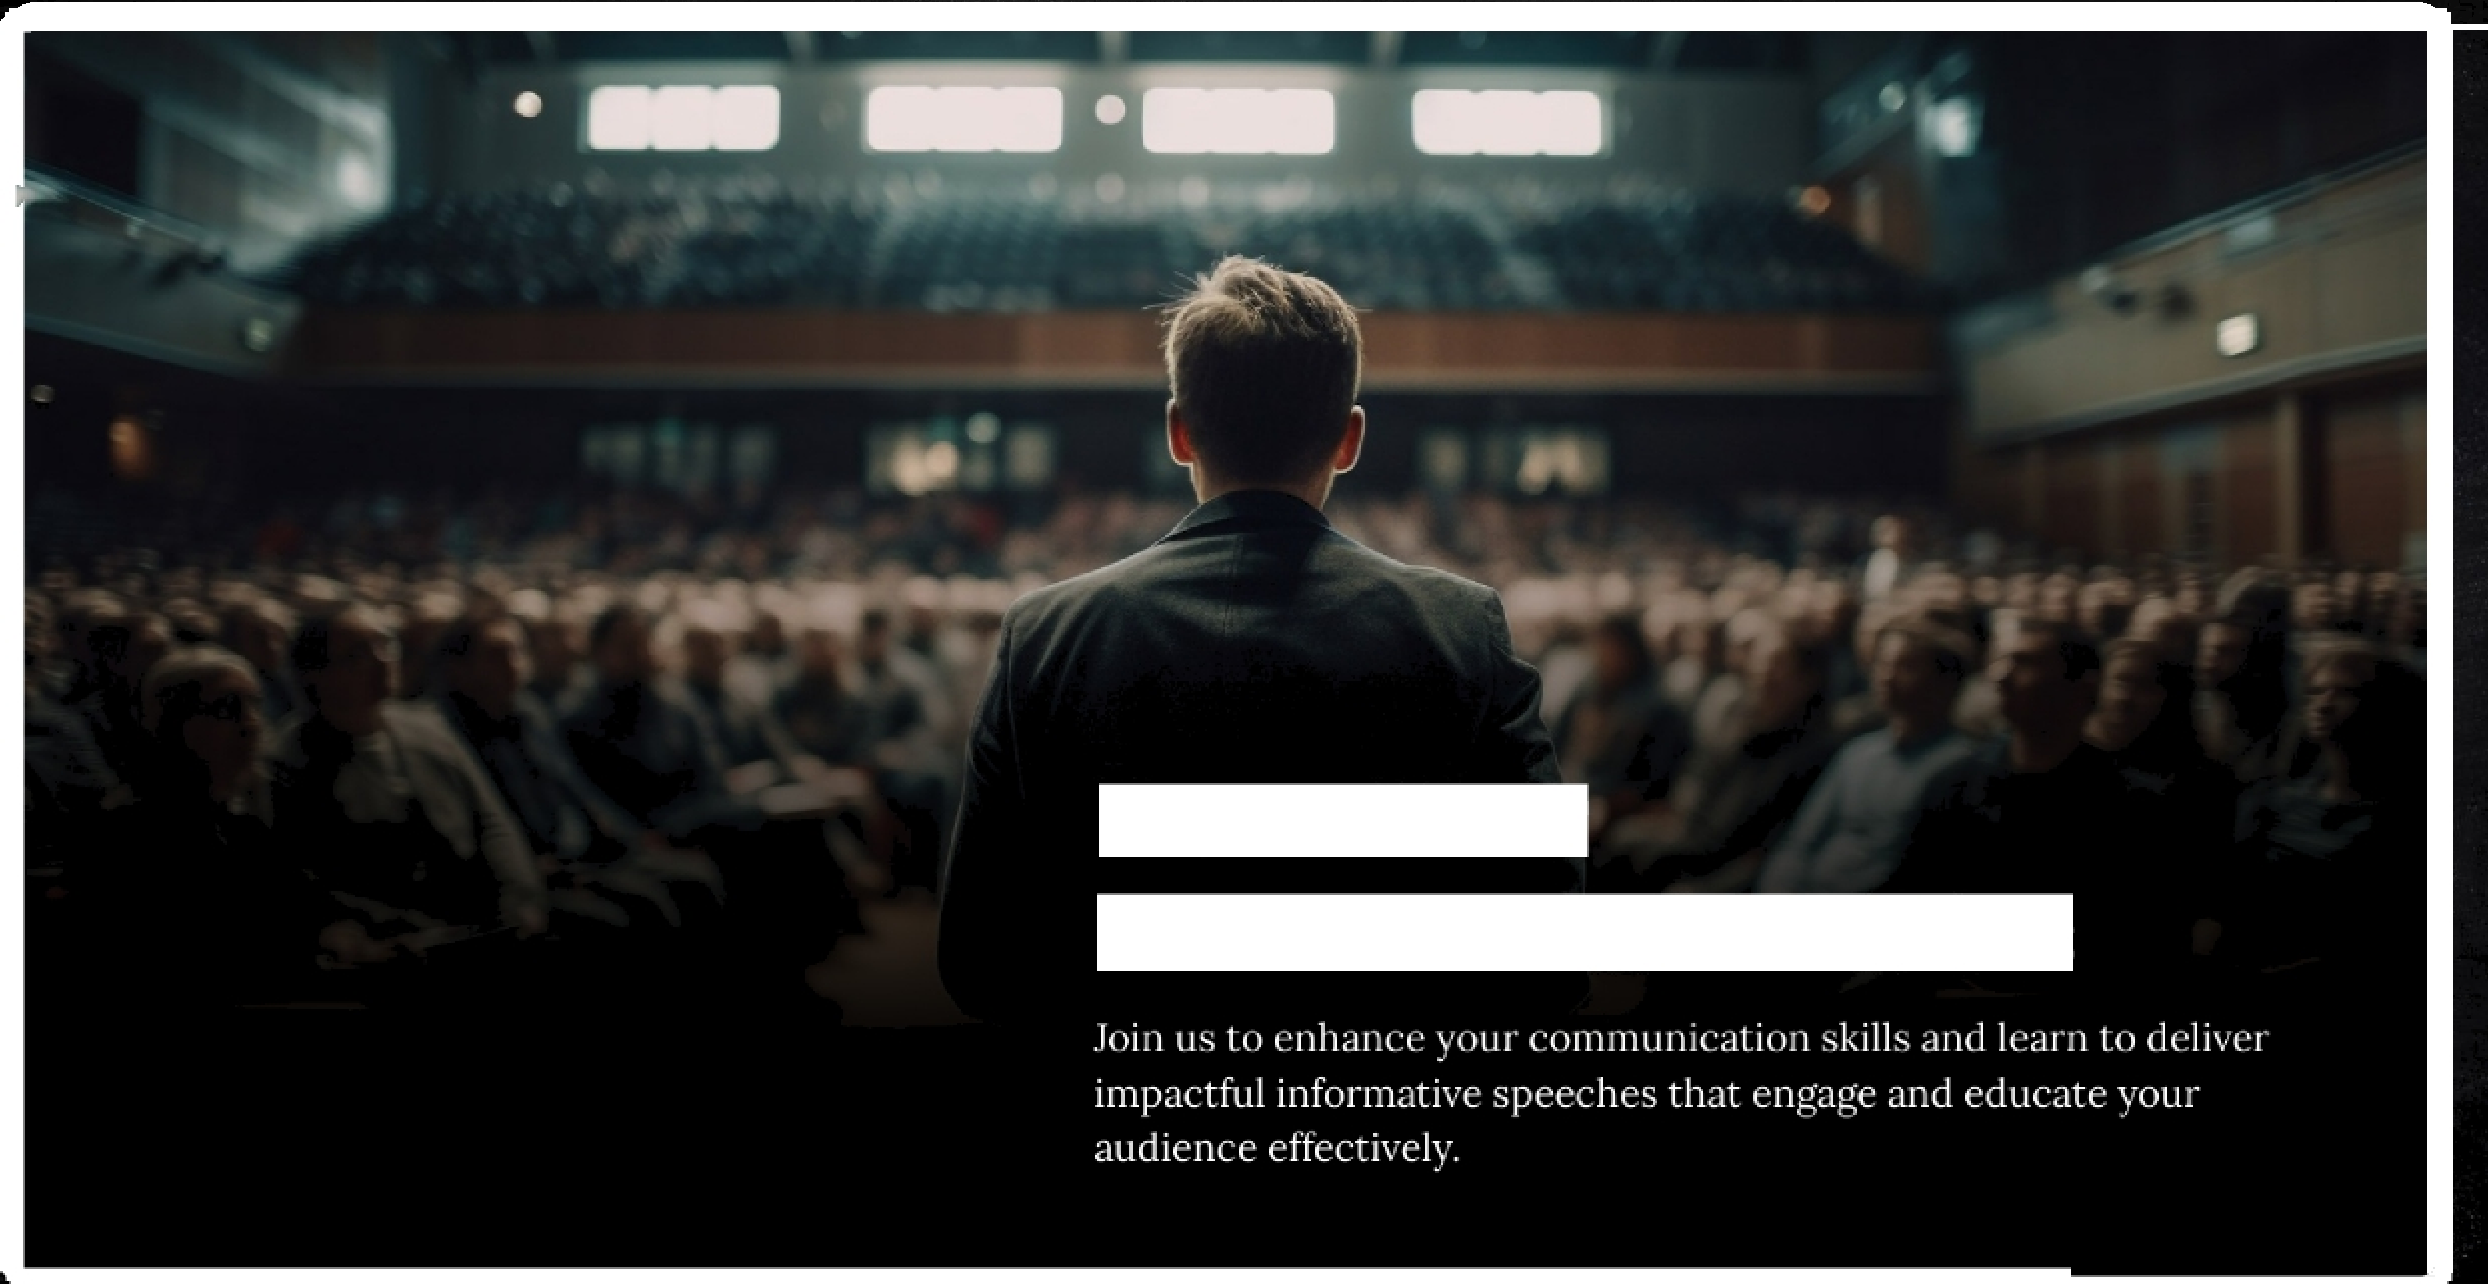 Join us to enhance your communication skills and learn to deliver
impactful informative speeches that engage and educate your
audience effectively.